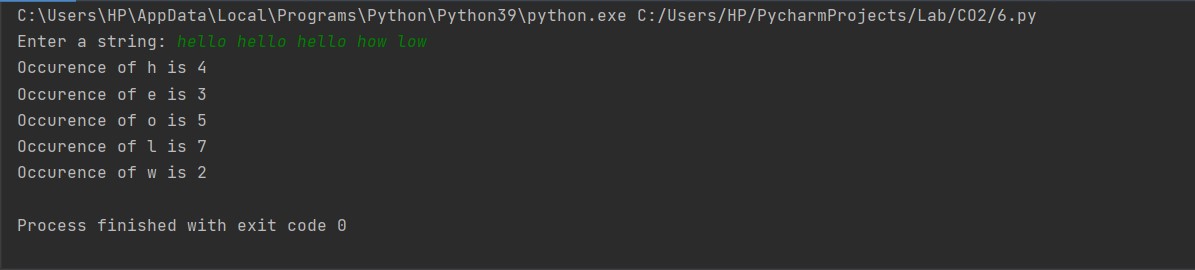 C:\Users\HP\AppData\Local\Programs\Python\Python39\python.exe C:/Users/HP/PycharmProjects/Lab/CO2/6.py
Enter a string: hello hello hello how low
Occurence of h is 4
Occurence of e is 3
Occurence of o is 5
Occurence of l is 7
Occurence of w is 2
Process finished with exit code 0